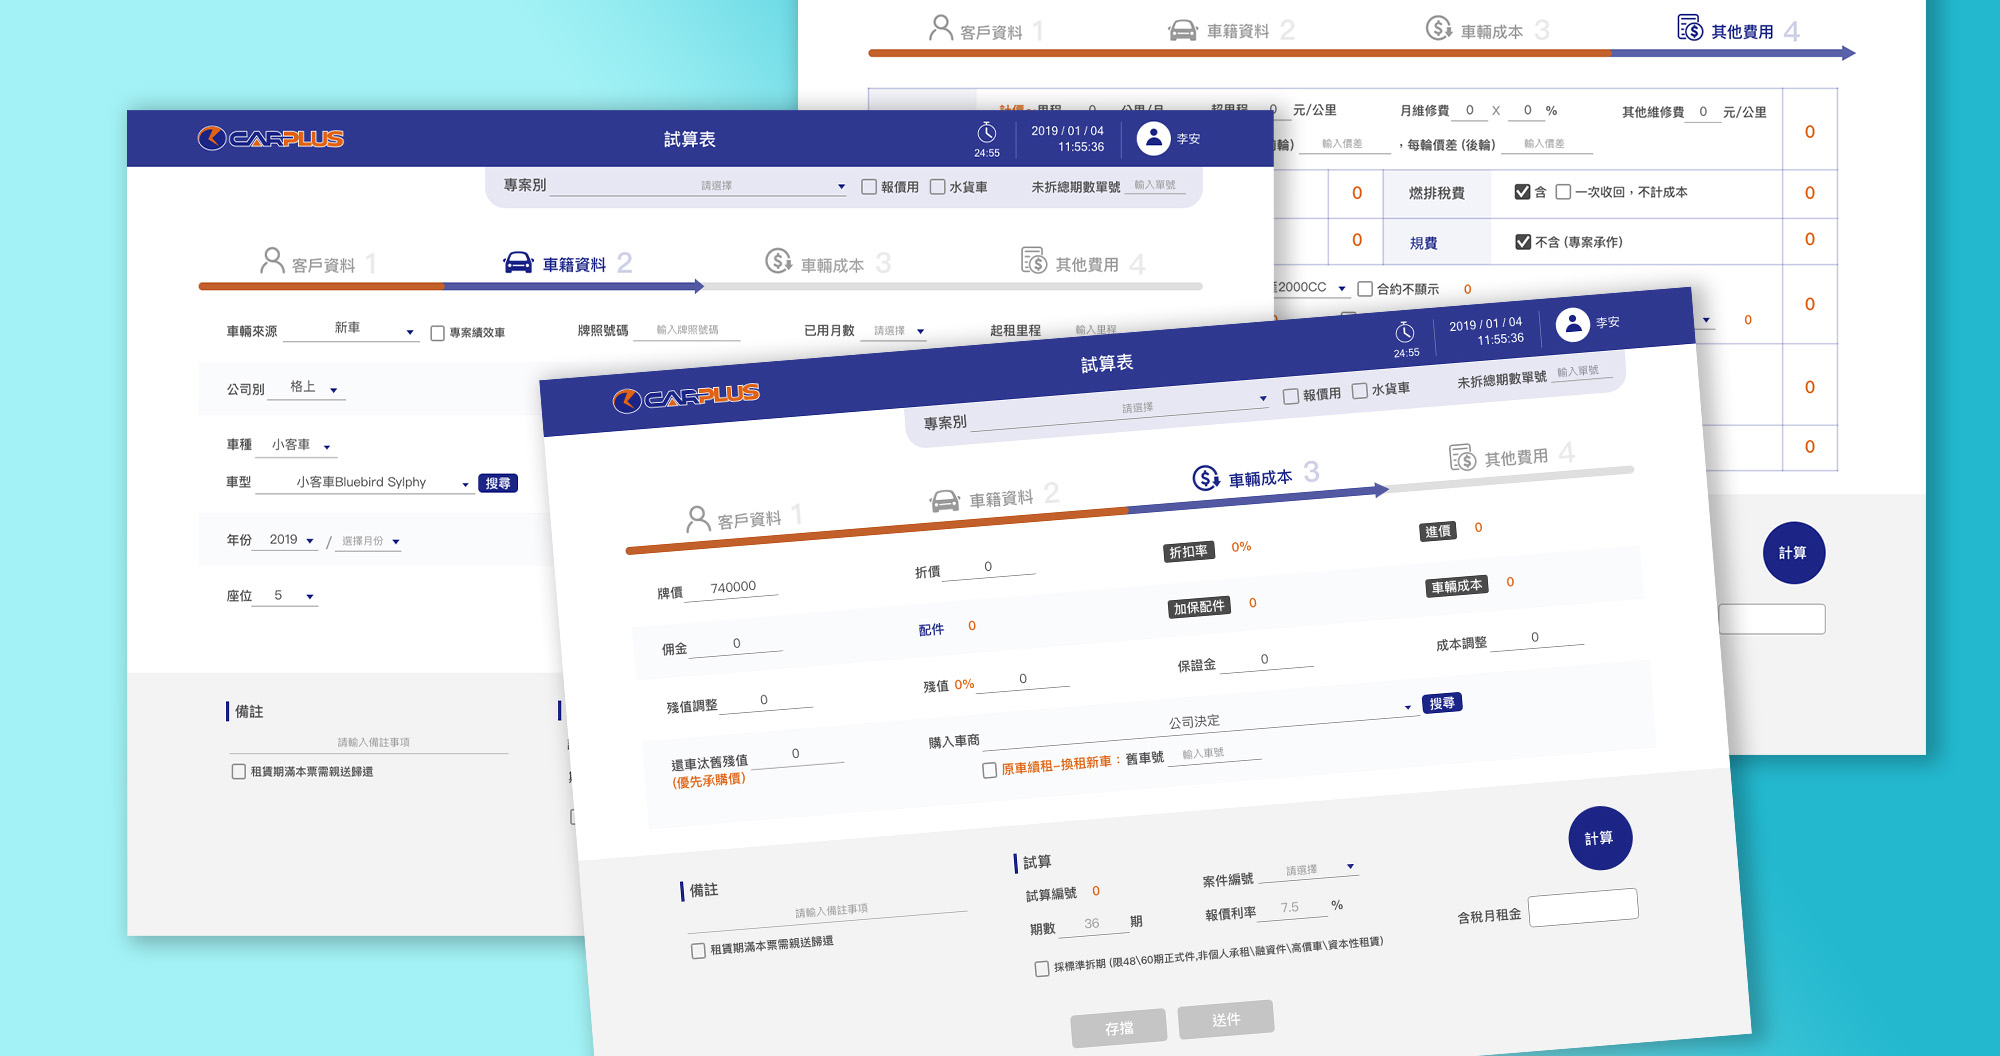 客戶資料 1
車籍資料 2
車輛成本 3
其他費用 4
計價 - 里程 0 公里/月
超里程 0 元/公里
月維修費 0 X 0 %
其他維修費 0 元/公里
0
輪) 輸入價差 ，每輪價差 (後輪) 輸入價差
0 燃排稅費 含 一次收回，不計成本 0
0 規費 不含 (專案承作) 0
2000CC 合約不顯示 0
0
0
0
0
計算
CARPLUS
試算表
24:55
2019 / 01 / 04
11:55:36
李安
專案別 請選擇 報價用 水貨車 未拆總期數單號 輸入單號
客戶資料 1
車籍資料 2
車輛成本 3
其他費用 4
車輛來源 新車 專案績效車 牌照號碼 輸入牌照號碼 已用月數 請選擇 起租里程 輸入里程
公司別 格上
車種 小客車
車型 小客車Bluebird Sylphy 搜尋
年份 2019 / 選擇月份
座位 5
備註
請輸入備註事項
租賃期滿本票需親送歸還
CARPLUS
試算表
24:55
2019 / 01 / 04
11:55:36
李安
專案別 請選擇 報價用 水貨車 未拆總期數單號 輸入單號
客戶資料 1
車籍資料 2
車輛成本 3
其他費用 4
牌價 740000 折價 0 折扣率 0% 進價 0
佣金 0 配件 0 加保配件 0 車輛成本 0
殘值調整 0 殘值 0% 0 保證金 0 成本調整 0
還車汰舊殘值 0 購入車商 公司決定 搜尋
(優先承購價) 原車續租-換租新車：舊車號 輸入車號
備註
請輸入備註事項
租賃期滿本票需親送歸還
試算
試算編號 0 案件編號 請選擇
期數 36 期 報價利率 7.5 %
採標準拆期 (限48\60期正式件,非個人承租\融資件\高價車\資本性租賃)
計算
含稅月租金
存擋
送件